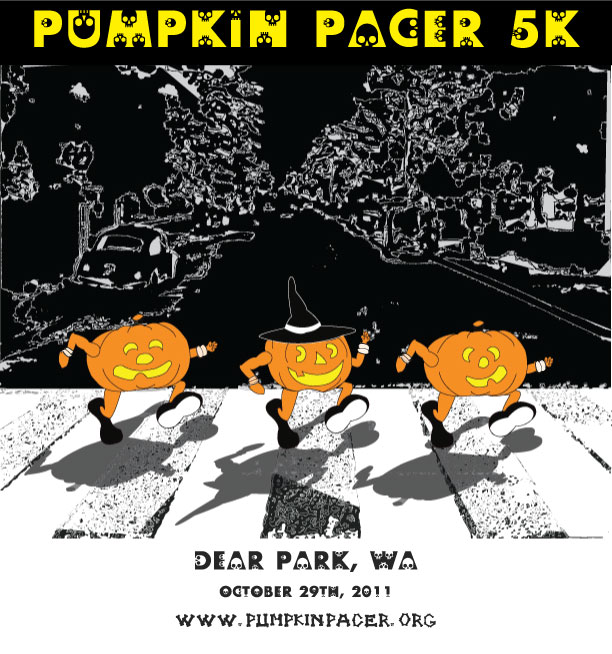 PUMPKIN PACER 5K
DEAR PARK, WA
OCTOBER 29TH, 2011
WWW.PUMPKINPACER.ORG